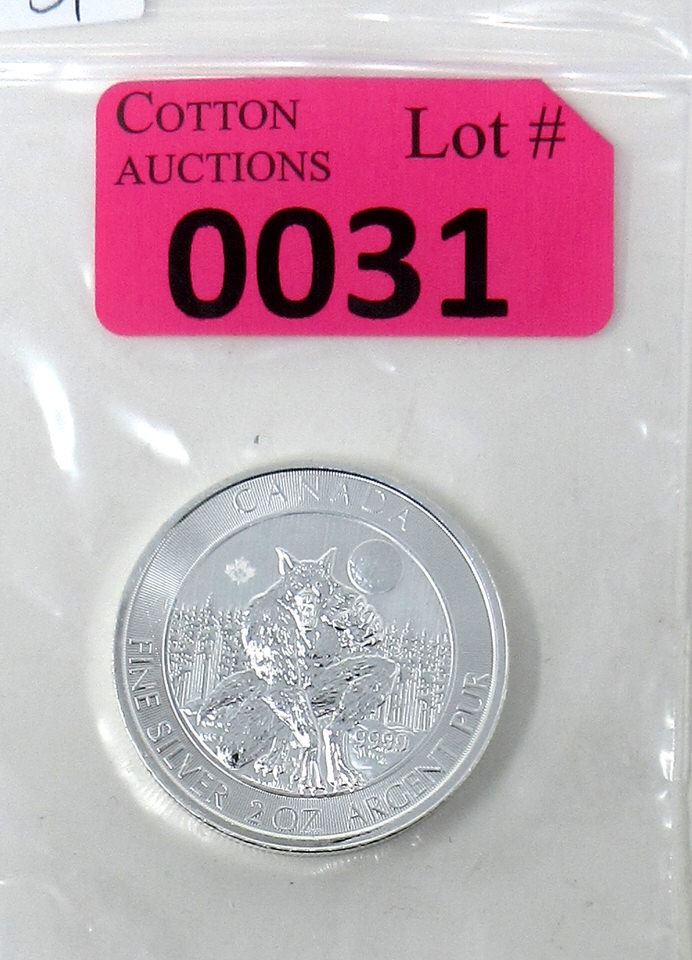 COTTON
AUCTIONS
Lot #
0031
CANADA
9999
FINE SILVER 2 OZ ARGENT PUR